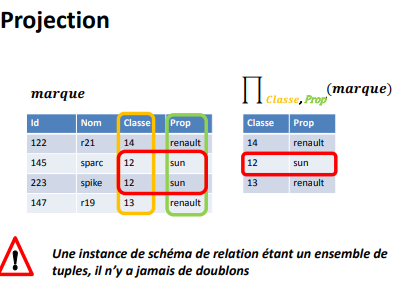 Projection
marque
∏ Classe, Prop (marque)
Id Nom Classe Prop
122 r21 14 renault
145 sparc 12 sun
223 spike 12 sun
147 r19 13 renault
Classe Prop
14 renault
12 sun
13 renault
!
Une instance de schéma de relation étant un ensemble de
tuples, il n’y a jamais de doublons